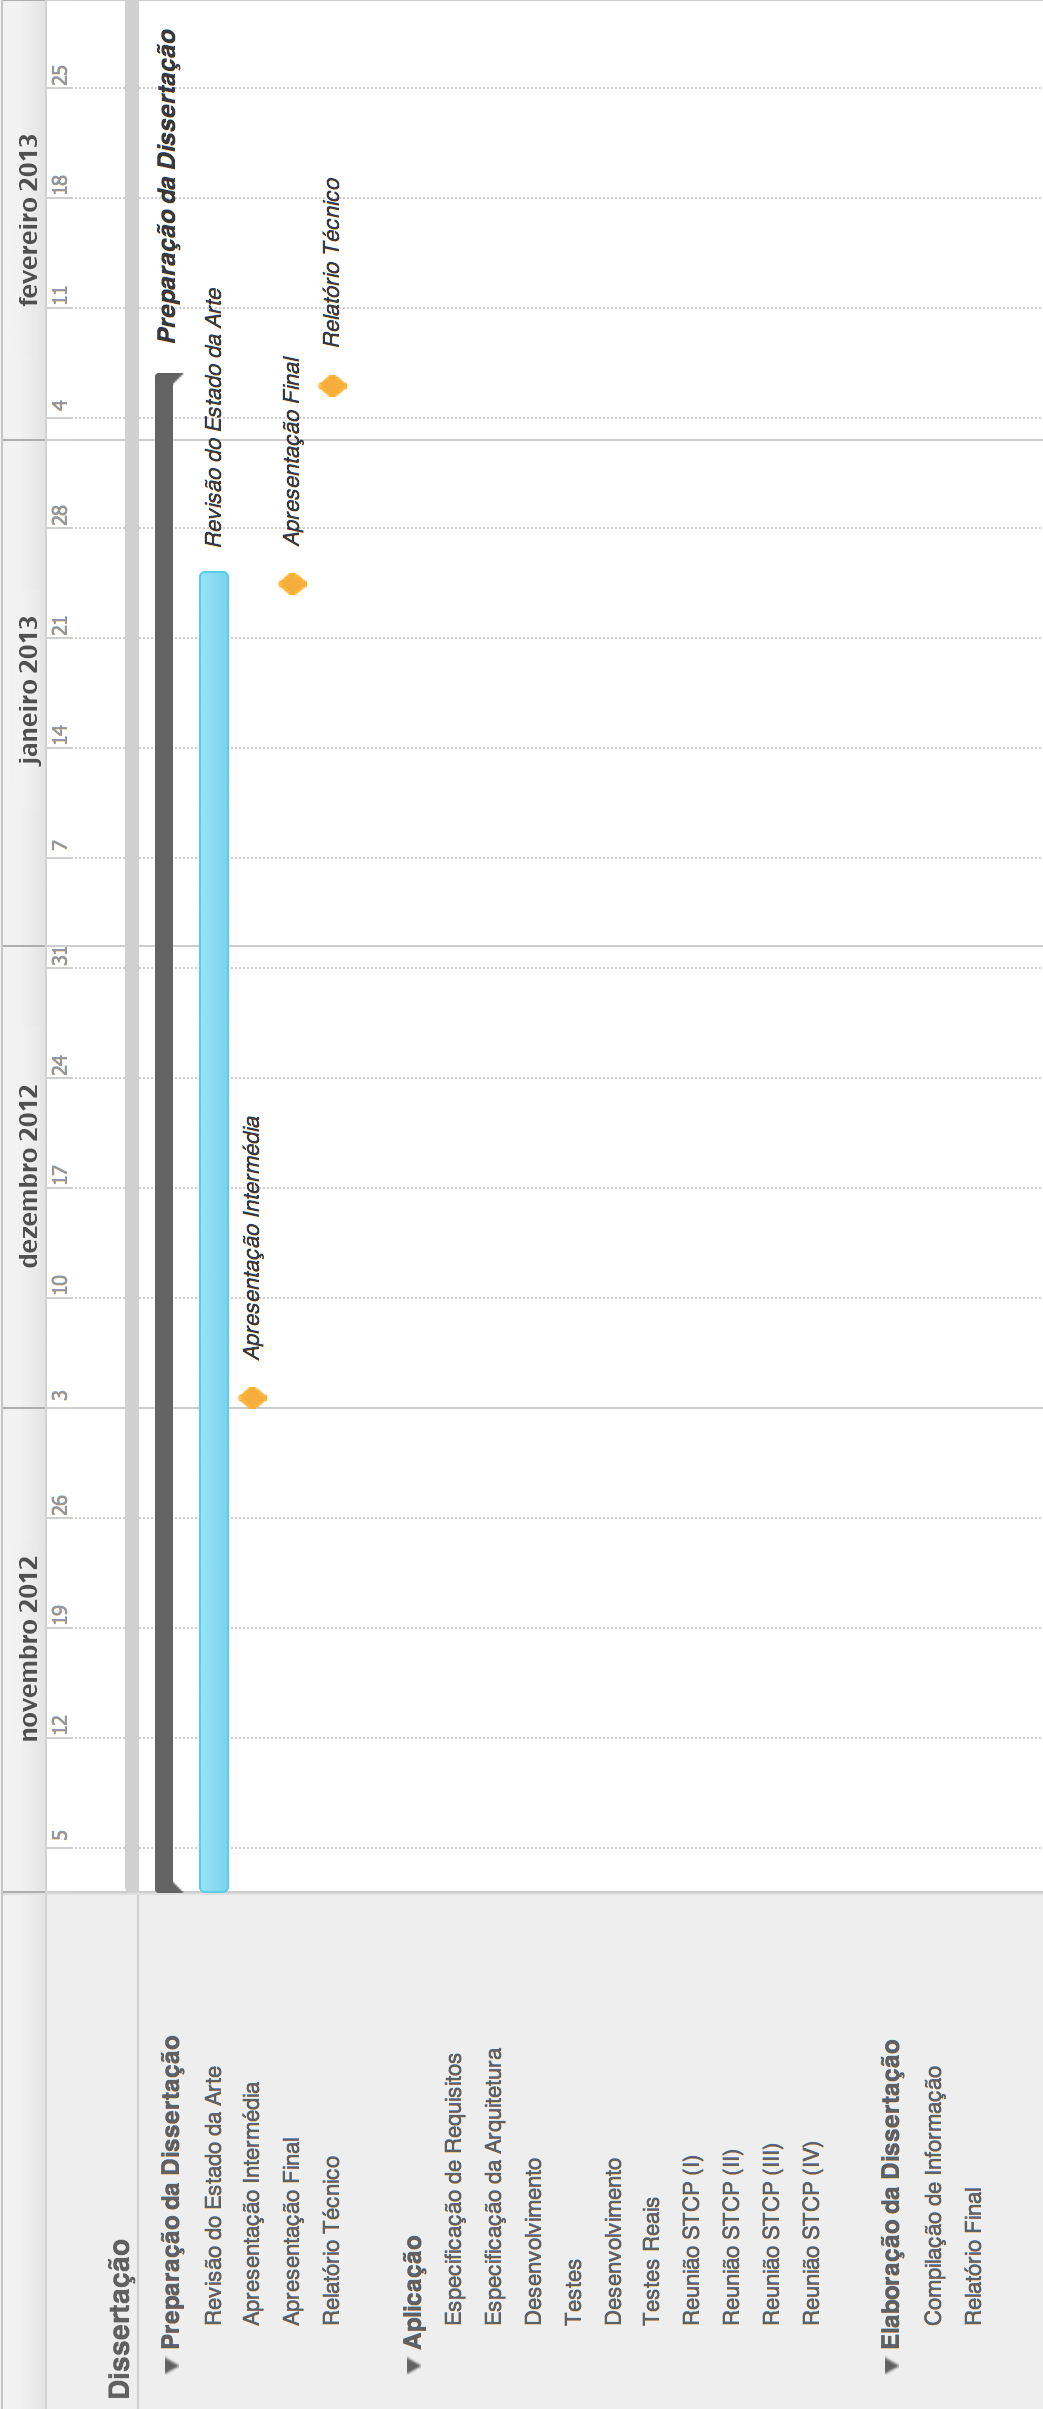 novembro 2012 dezembro 2012 janeiro 2013 fevereiro 2013
5 12 19 26 3 10 17 24 31 7 14 21 28 4 11 18 25
Dissertação
▼ Preparação da Dissertação Preparação da Dissertação
Revisão do Estado da Arte Revisão do Estado da Arte
Apresentação Intermédia Apresentação Intermédia
Apresentação Final Apresentação Final
Relatório Técnico Relatório Técnico
▼ Aplicação
Especificação de Requisitos
Especificação da Arquitetura
Desenvolvimento
Testes
Desenvolvimento
Testes Reais
Reunião STCP (I)
Reunião STCP (II)
Reunião STCP (III)
Reunião STCP (IV)
▼ Elaboração da Dissertação
Compilação de Informação
Relatório Final